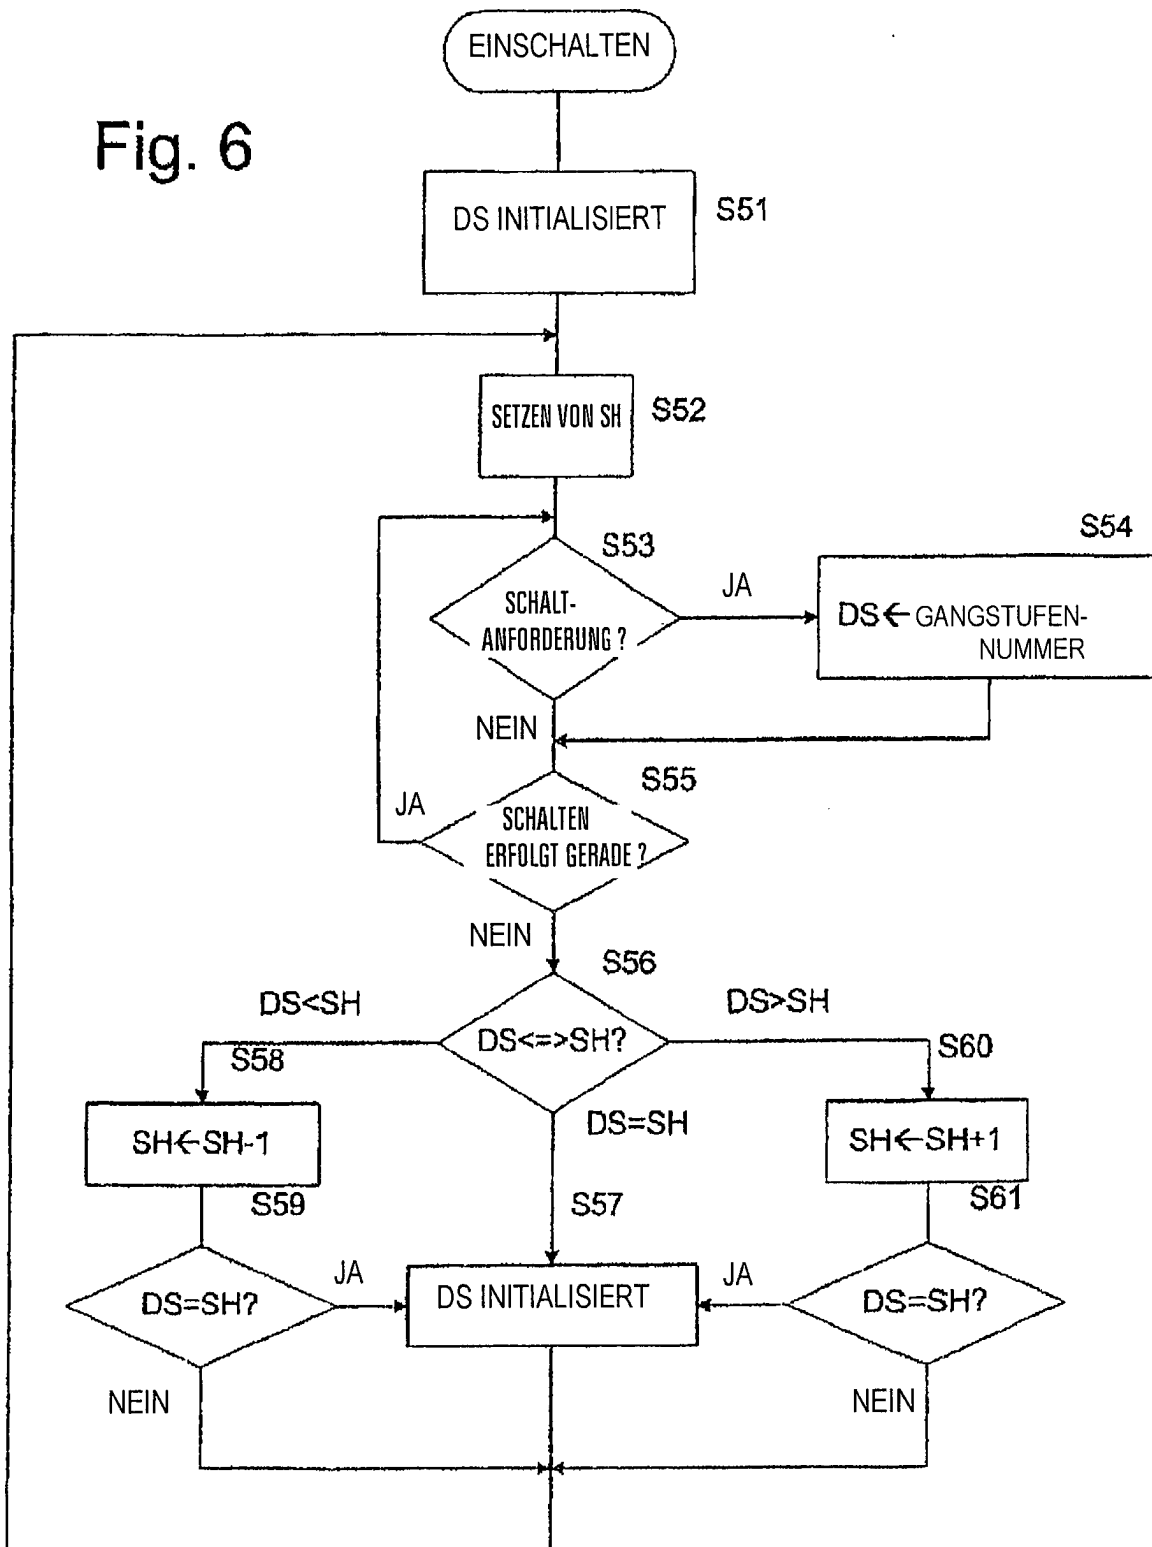 EINSCHALTEN
Fig. 6
DS INITIALISIERT
S51
SETZEN VON SH
S52
S53
S54
SCHALT-
ANFORDERUNG ?
JA
DS← GANGSTUFEN-
NUMMER
NEIN
S55
JA
SCHALTEN
ERFOLGT GERADE ?
NEIN
S56
DS<SH
DS>SH
DS<=>SH?
S58
S60
DS=SH
SH←SH-1
SH←SH+1
S59
S57
S61
JA
JA
DS=SH?
DS INITIALISIERT
DS=SH?
NEIN
NEIN